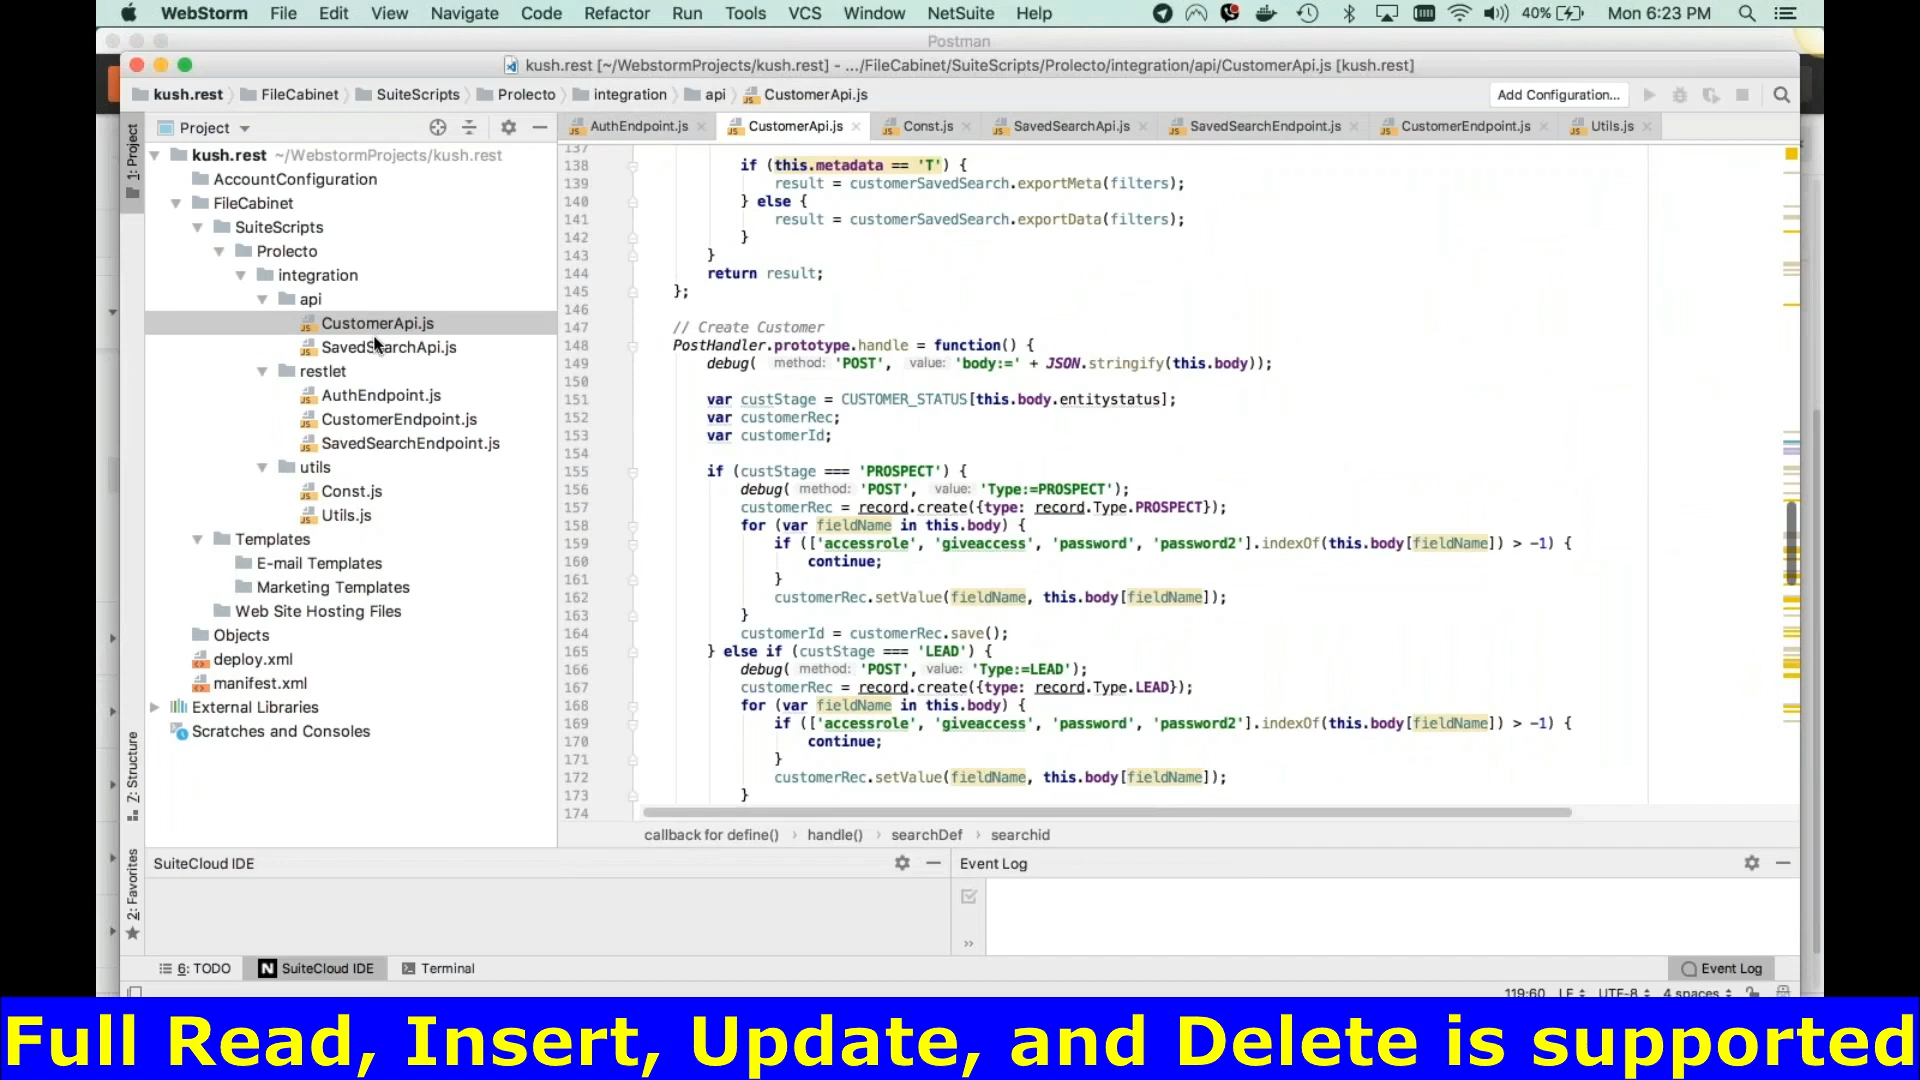 WebStorm File Edit View Navigate Code Refactor Run Tools VCS Window NetSuite Help 40% Mon 6:23 PM
Postman
kush.rest [~/WebstormProjects/kush.rest] - .../FileCabinet/SuiteScripts/Prolecto/integration/api/CustomerApi.js [kush.rest]
kush.rest FileCabinet SuiteScripts Prolecto integration api CustomerApi.js Add Configuration...
Project AuthEndpoint.js CustomerApi.js Const.js SavedSearchApi.js SavedSearchEndpoint.js CustomerEndpoint.js Utils.js
1: Project
7: Structure
2: Favorites
kush.rest ~/WebstormProjects/kush.rest
AccountConfiguration
FileCabinet
SuiteScripts
Prolecto
integration
api
CustomerApi.js
SavedSearchApi.js
restlet
AuthEndpoint.js
CustomerEndpoint.js
SavedSearchEndpoint.js
utils
Const.js
Utils.js
Templates
E-mail Templates
Marketing Templates
Web Site Hosting Files
Objects
deploy.xml
manifest.xml
External Libraries
Scratches and Consoles
137
138 if (this.metadata == 'T') {
139 result = customerSavedSearch.exportMeta(filters);
140 } else {
141 result = customerSavedSearch.exportData(filters);
142 }
143 }
144 return result;
145 };
146
147 // Create Customer
148 PostHandler.prototype.handle = function() {
149 debug( method: 'POST', value: 'body:=' + JSON.stringify(this.body));
150
151 var custStage = CUSTOMER_STATUS[this.body.entitystatus];
152 var customerRec;
153 var customerId;
154
155 if (custStage === 'PROSPECT') {
156 debug( method: 'POST', value: 'Type:=PROSPECT');
157 customerRec = record.create({type: record.Type.PROSPECT});
158 for (var fieldName in this.body) {
159 if (['accessrole', 'giveaccess', 'password', 'password2'].indexOf(this.body[fieldName]) > -1) {
160 continue;
161 }
162 customerRec.setValue(fieldName, this.body[fieldName]);
163 }
164 customerId = customerRec.save();
165 } else if (custStage === 'LEAD') {
166 debug( method: 'POST', value: 'Type:=LEAD');
167 customerRec = record.create({type: record.Type.LEAD});
168 for (var fieldName in this.body) {
169 if (['accessrole', 'giveaccess', 'password', 'password2'].indexOf(this.body[fieldName]) > -1) {
170 continue;
171 }
172 customerRec.setValue(fieldName, this.body[fieldName]);
173 }
174
callback for define() › handle() › searchDef › searchid
SuiteCloud IDE
Event Log
6: TODO SuiteCloud IDE Terminal Event Log
119:60 LF UTF-8 4 spaces
Full Read, Insert, Update, and Delete is supported